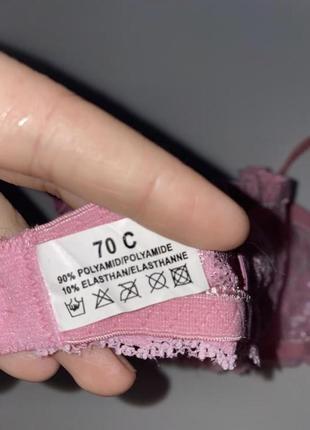 70 C
90% POLYAMID/POLYAMIDE
10% ELASTHAN/ELASTHANNE